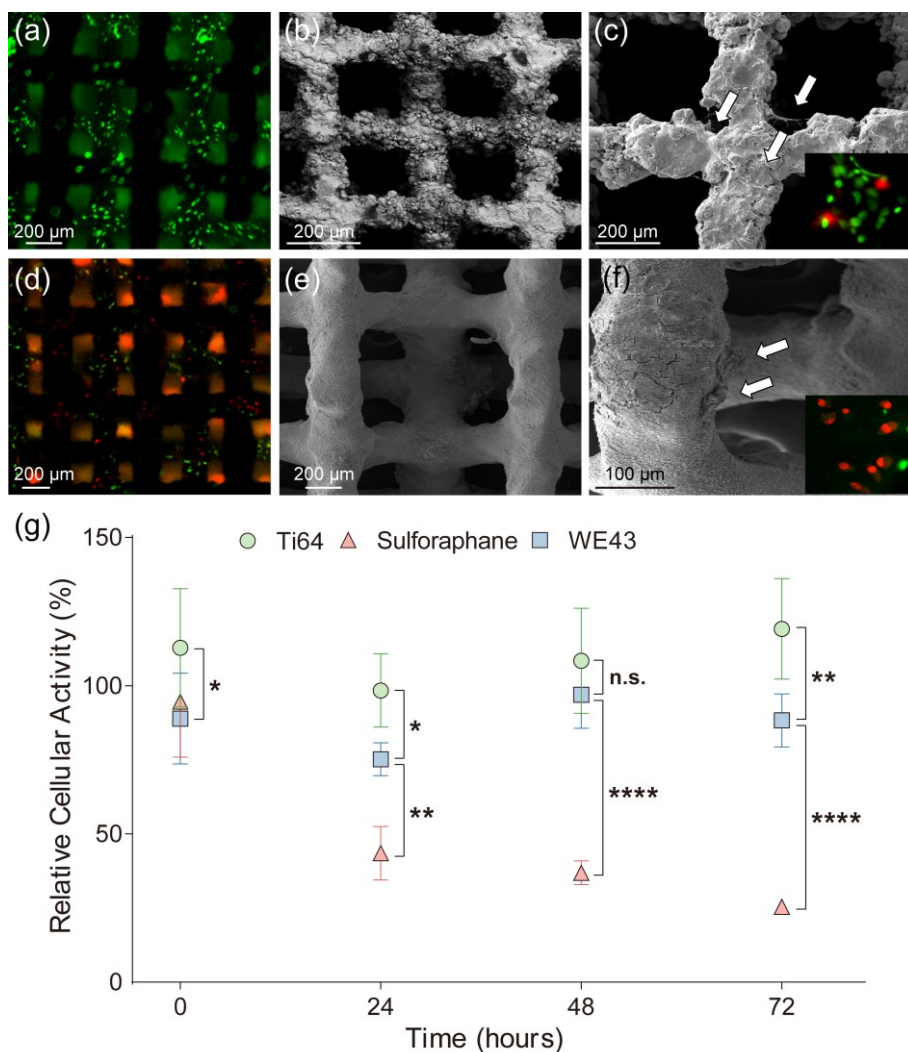 (a)
(b)
(c)
200 µm
200 µm
200 µm
(d)
(e)
(f)
200 µm
200 µm
100 µm
(g)
150
Ti64 Sulforaphane WE43
Relative Cellular Activity (%)
*
n.s.
**
100
*
**
****
****
50
0
0 24 48 72
Time (hours)